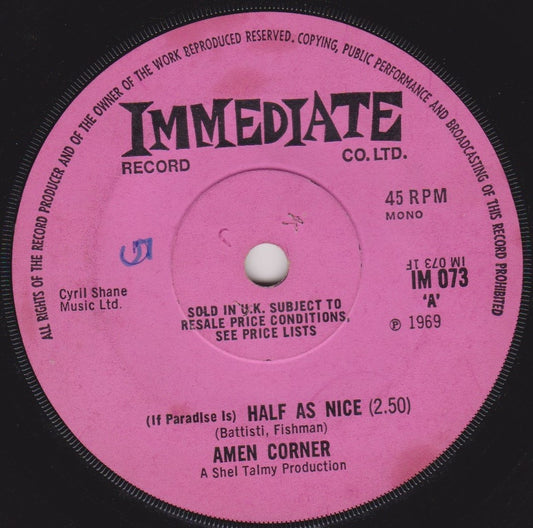 ALL RIGHTS OF THE RECORD PRODUCER AND OF THE OWNER OF THE WORK REPRODUCED RESERVED. COPYING, PUBLIC PERFORMANCE AND BROADCASTING OF THIS RECORD PROHIBITED
IMMEDIATE
RECORD CO. LTD.
45 RPM
MONO
5
IM 073 1F
IM 073
'A'
Cyril Shane
Music Ltd.
℗ 1969
SOLD IN U.K. SUBJECT TO
RESALE PRICE CONDITIONS,
SEE PRICE LISTS
(If Paradise Is) HALF AS NICE (2.50)
(Battisti, Fishman)
AMEN CORNER
A Shel Talmy Production